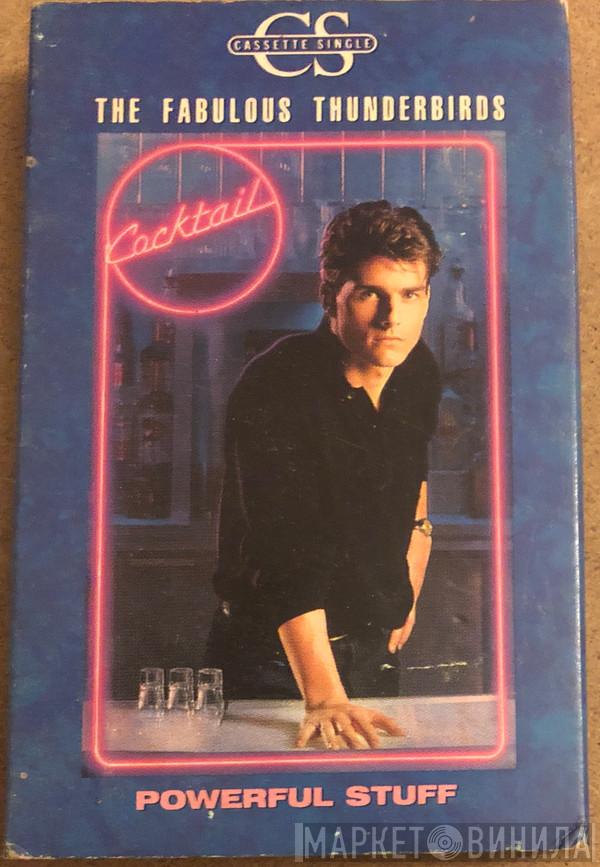 CS
CASSETTE SINGLE
THE FABULOUS THUNDERBIRDS
Cocktail
POWERFUL STUFF
МАРКЕТ ВИНИЛА